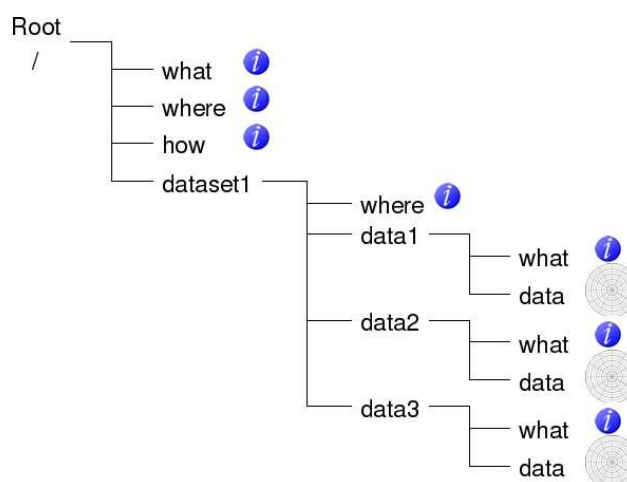 Root
/
what
where
how
dataset1
where
data1
what
data
data2
what
data
data3
what
data